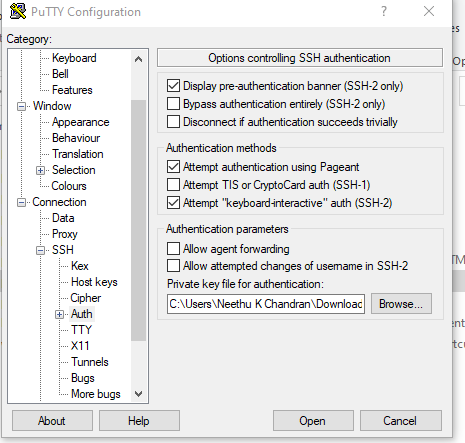 PuTTY Configuration
?
Category:
Keyboard
Bell
Features
Window
Appearance
Behaviour
Translation
Selection
Colours
Connection
Data
Proxy
SSH
Kex
Host keys
Cipher
Auth
TTY
X11
Tunnels
Bugs
More bugs
Options controlling SSH authentication
Display pre-authentication banner (SSH-2 only)
Bypass authentication entirely (SSH-2 only)
Disconnect if authentication succeeds trivially
Authentication methods
Attempt authentication using Pageant
Attempt TIS or CryptoCard auth (SSH-1)
Attempt "keyboard-interactive" auth (SSH-2)
Authentication parameters
Allow agent forwarding
Allow attempted changes of username in SSH-2
Private key file for authentication:
C:\Users\Neethu K Chandran\Downloac Browse...
About Help Open Cancel